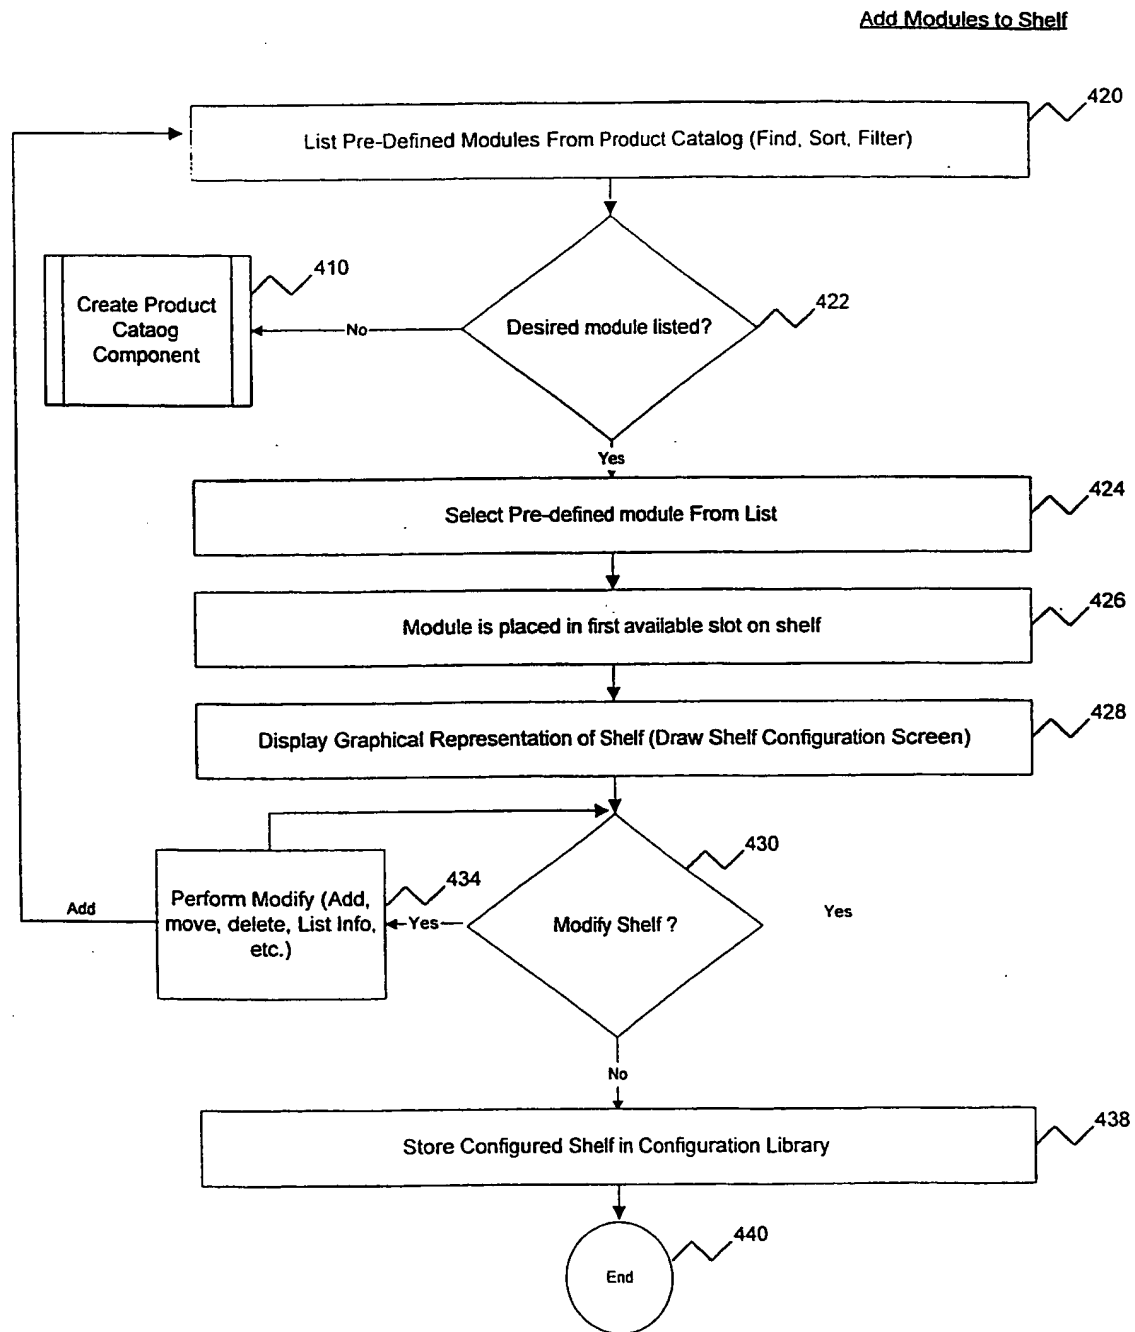 Add Modules to Shelf
420
List Pre-Defined Modules From Product Catalog (Find, Sort, Filter)
410
Create Product
Cataog
Component
No
422
Desired module listed?
Yes
424
Select Pre-defined module From List
426
Module is placed in first available slot on shelf
428
Display Graphical Representation of Shelf (Draw Shelf Configuration Screen)
430
434
Perform Modify (Add,
move, delete, List Info,
etc.)
Add
Yes
Modify Shelf ?
Yes
No
438
Store Configured Shelf in Configuration Library
440
End